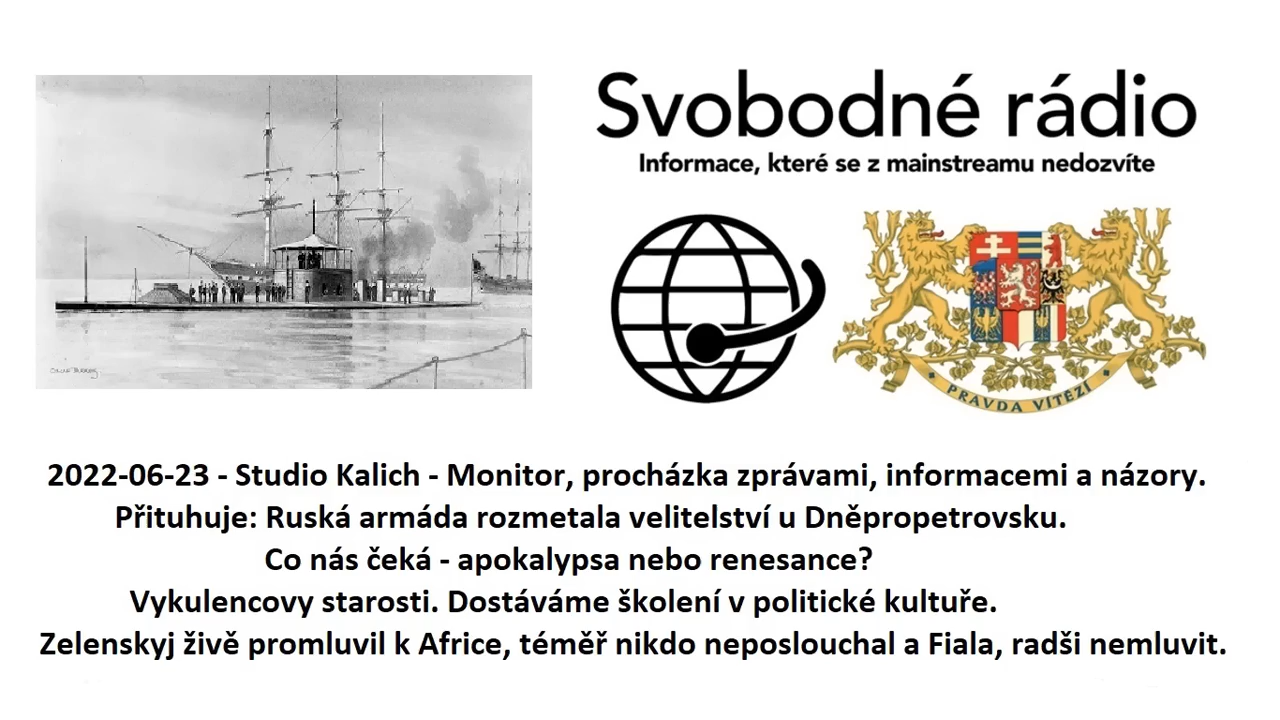 Svobodné rádio
Informace, které se z mainstreamu nedozvíte
PRAVDA VÍTĚZÍ
2022-06-23 - Studio Kalich - Monitor, procházka zprávami, informacemi a názory.
Přituhuje: Ruská armáda rozmetala velitelství u Dněpropetrovsku.
Co nás čeká - apokalypsa nebo renesance?
Vykulencovy starosti. Dostáváme školení v politické kultuře.
Zelenskyj živě promluvil k Africe, téměř nikdo neposlouchal a Fiala, radši nemluvit.